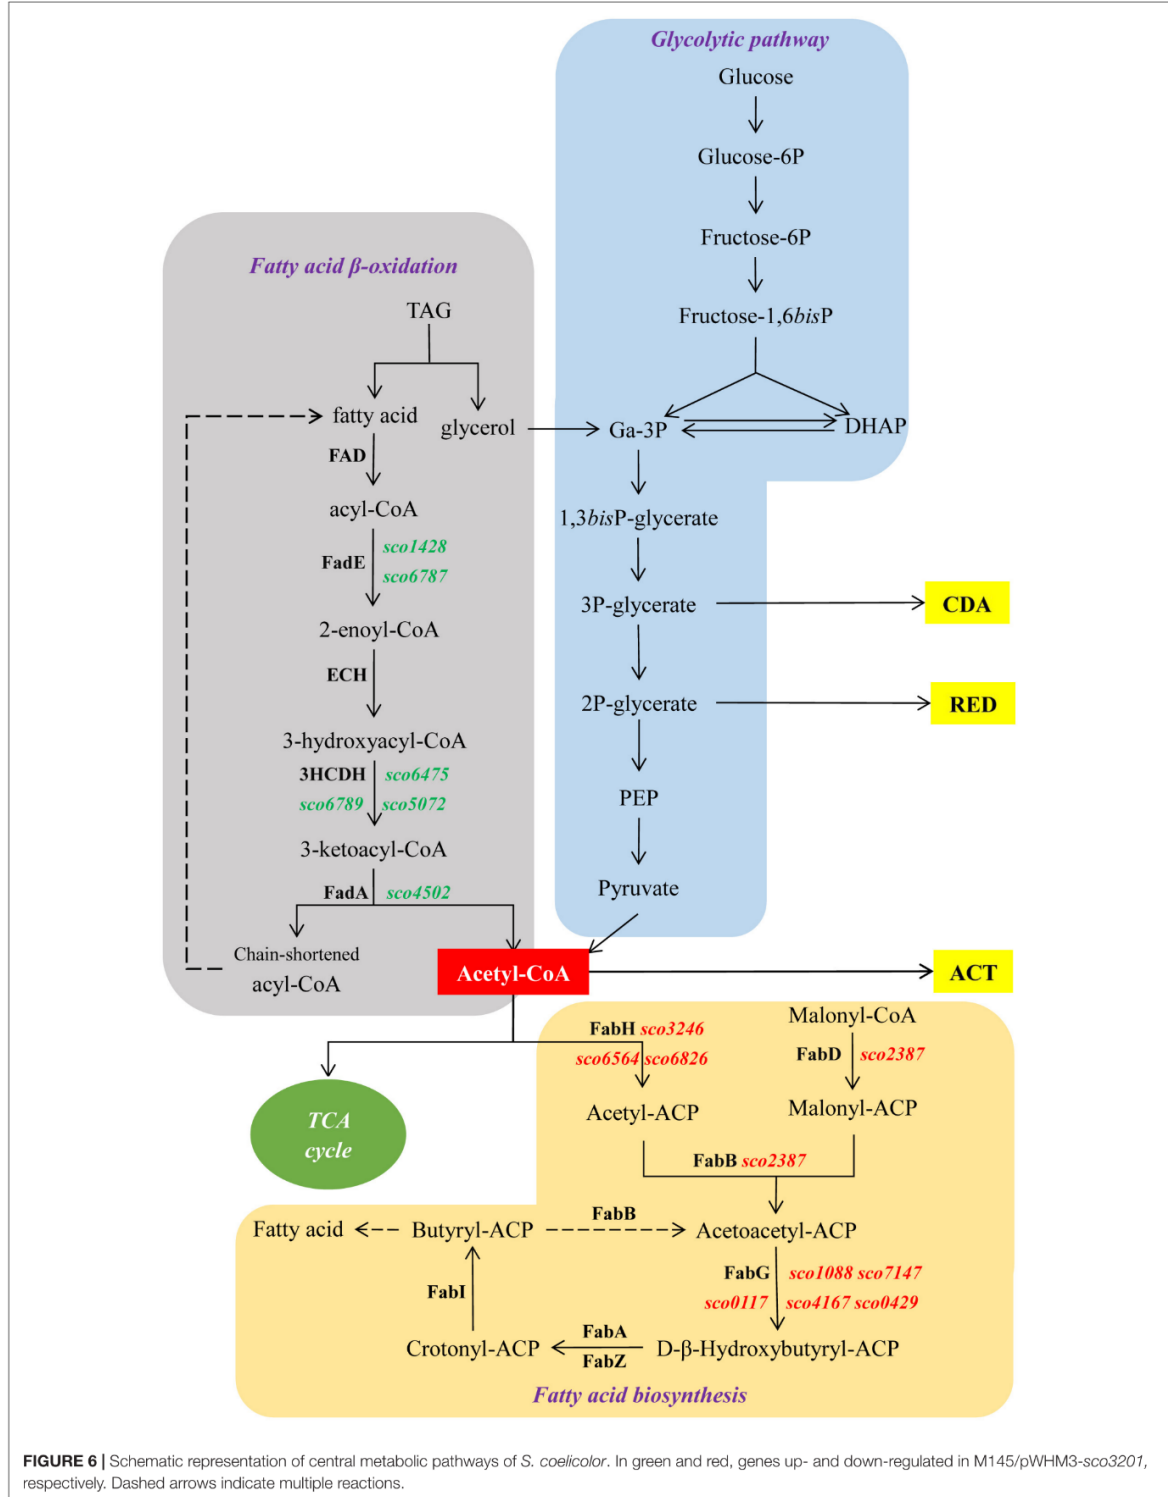 Glycolytic pathway
Glucose
Glucose-6P
Fructose-6P
Fructose-1,6bisP
Ga-3P
DHAP
1,3bisP-glycerate
3P-glycerate
CDA
2P-glycerate
RED
PEP
Pyruvate
Fatty acid β-oxidation
TAG
fatty acid
glycerol
FAD
acyl-CoA
FadE
sco1428
sco6787
2-enoyl-CoA
ECH
3-hydroxyacyl-CoA
3HCDH sco6475
sco6789 sco5072
3-ketoacyl-CoA
FadA sco4502
Chain-shortened
acyl-CoA
Acetyl-CoA
ACT
TCA
cycle
FabH sco3246
sco6564 sco6826
Acetyl-ACP
Malonyl-CoA
FabD sco2387
Malonyl-ACP
FabB sco2387
Fatty acid
Butyryl-ACP
FabB
Acetoacetyl-ACP
FabI
FabG sco1088 sco7147
sco0117 sco4167 sco0429
Crotonyl-ACP
FabA
FabZ
D-β-Hydroxybutyryl-ACP
Fatty acid biosynthesis
FIGURE 6 | Schematic representation of central metabolic pathways of S. coelicolor. In green and red, genes up- and down-regulated in M145/pWHM3-sco3201,
respectively. Dashed arrows indicate multiple reactions.